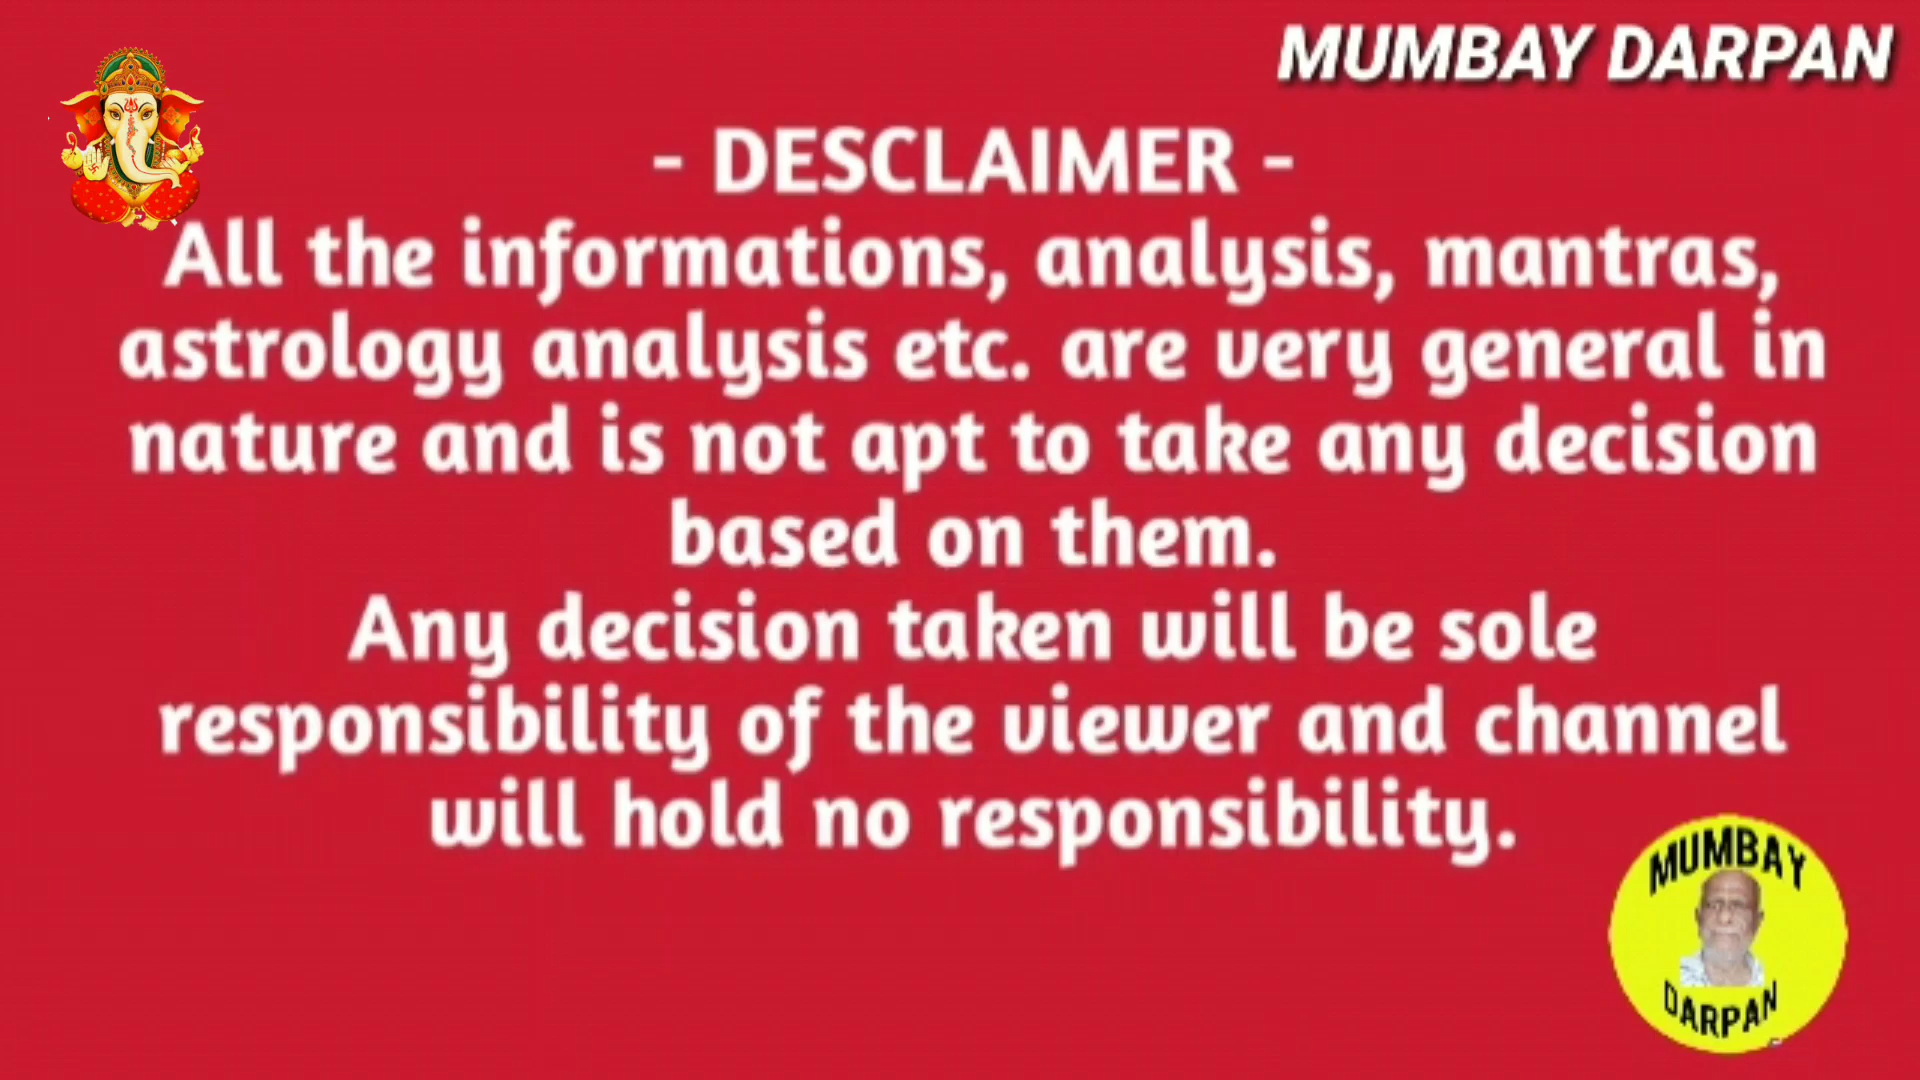 MUMBAY DARPAN
- DESCLAIMER -
All the informations, analysis, mantras,
astrology analysis etc. are very general in
nature and is not apt to take any decision
based on them.
Any decision taken will be sole
responsibility of the viewer and channel
will hold no responsibility.
MUMBAY
DARPAN